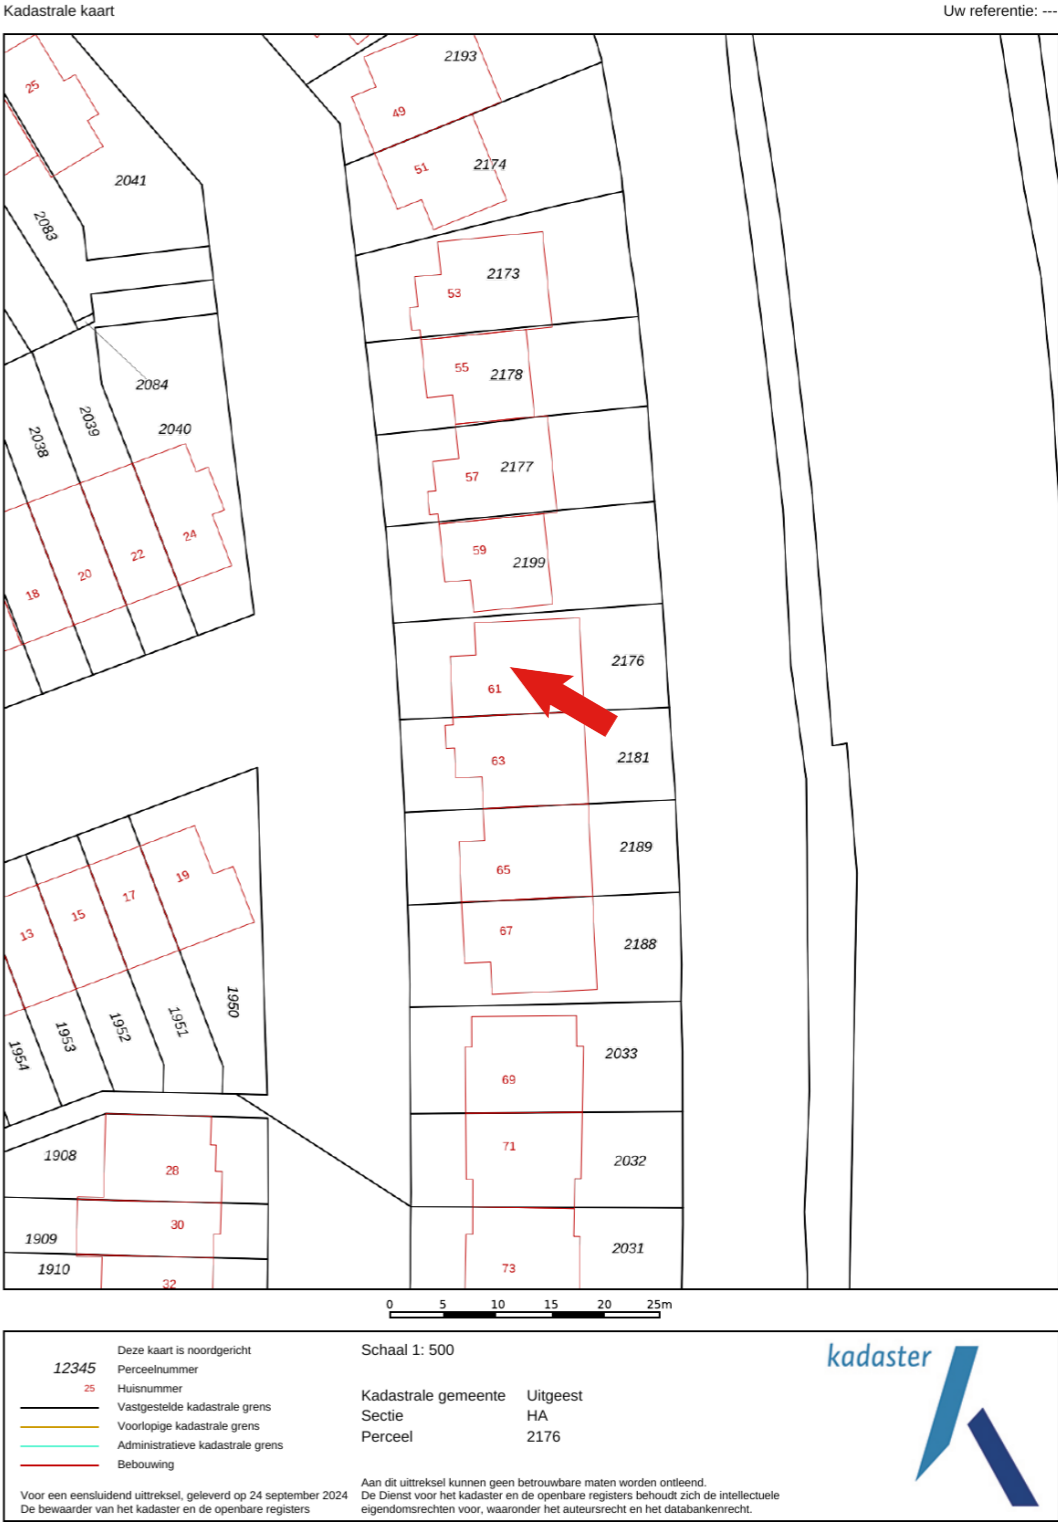 Kadastrale kaart
Uw referentie: ---
2193
25
49
51
2174
2041
2083
2173
53
2084
55
2178
2039
2038
2040
57
2177
24
59
2199
22
20
18
2176
61
63
2181
2189
65
19
17
15
13
67
2188
1950
1951
1952
1953
1954
2033
69
71
2032
1908
28
30
1909
2031
1910
73
32
0 5 10 15 20 25m
Deze kaart is noordgericht
12345 Perceelnummer
25 Huisnummer
Vastgestelde kadastrale grens
Voorlopige kadastrale grens
Administratieve kadastrale grens
Bebouwing
Voor een eensluidend uittreksel, geleverd op 24 september 2024
De bewaarder van het kadaster en de openbare registers
Schaal 1: 500
Kadastrale gemeente Uitgeest
Sectie HA
Perceel 2176
Aan dit uittreksel kunnen geen betrouwbare maten worden ontleend.
De Dienst voor het kadaster en de openbare registers behoudt zich de intellectuele
eigendomsrechten voor, waaronder het auteursrecht en het databankenrecht.
kadaster